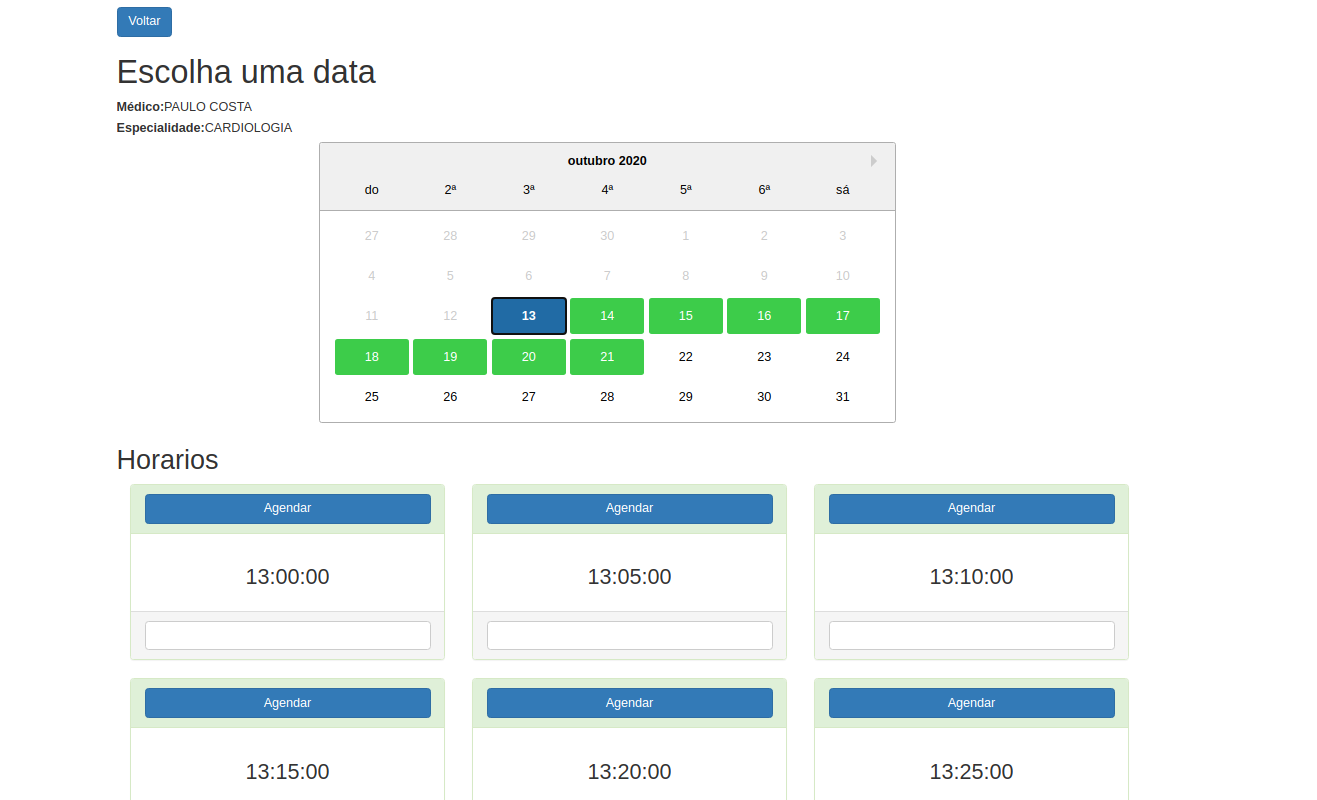 Voltar
Escolha uma data
Médico:PAULO COSTA
Especialidade:CARDIOLOGIA
outubro 2020
do 2ª 3ª 4ª 5ª 6ª sá
27 28 29 30 1 2 3
4 5 6 7 8 9 10
11 12 13 14 15 16 17
18 19 20 21 22 23 24
25 26 27 28 29 30 31
Horarios
Agendar Agendar Agendar
13:00:00 13:05:00 13:10:00
Agendar Agendar Agendar
13:15:00 13:20:00 13:25:00